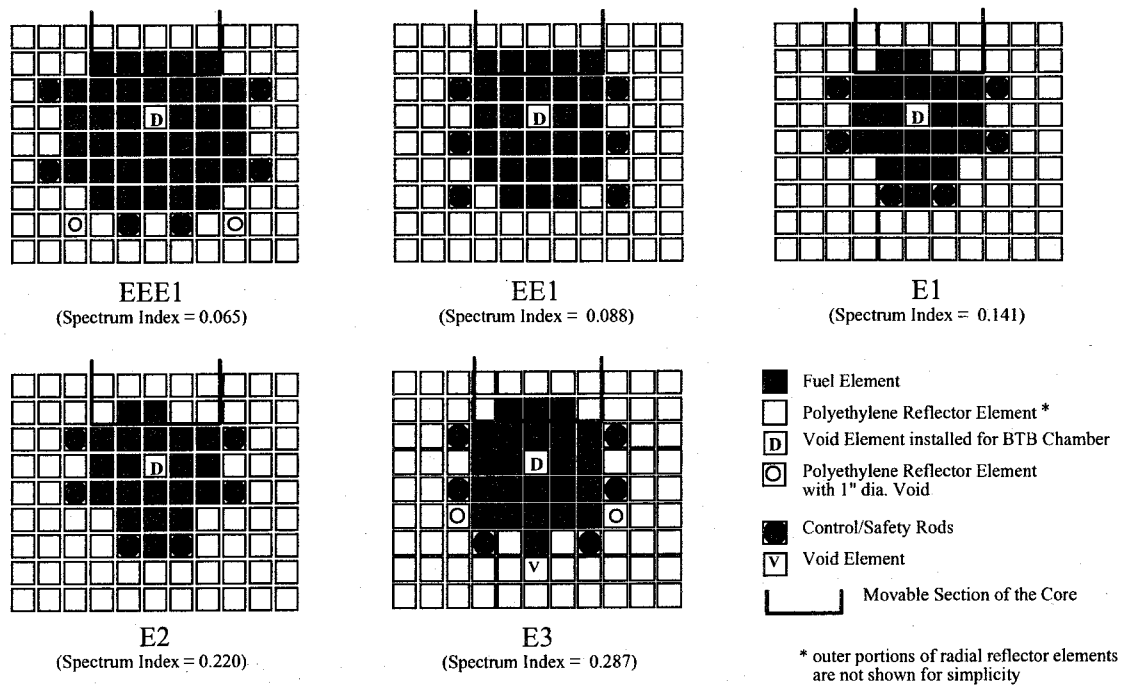 D
D
D
EEE1
(Spectrum Index = 0.065)
EE1
(Spectrum Index = 0.088)
E1
(Spectrum Index = 0.141)
D
D
V
E2
(Spectrum Index = 0.220)
E3
(Spectrum Index = 0.287)
Fuel Element
Polyethylene Reflector Element *
D Void Element installed for BTB Chamber
Polyethylene Reflector Element
with 1" dia. Void
Control/Safety Rods
V Void Element
Movable Section of the Core
* outer portions of radial reflector elements
are not shown for simplicity